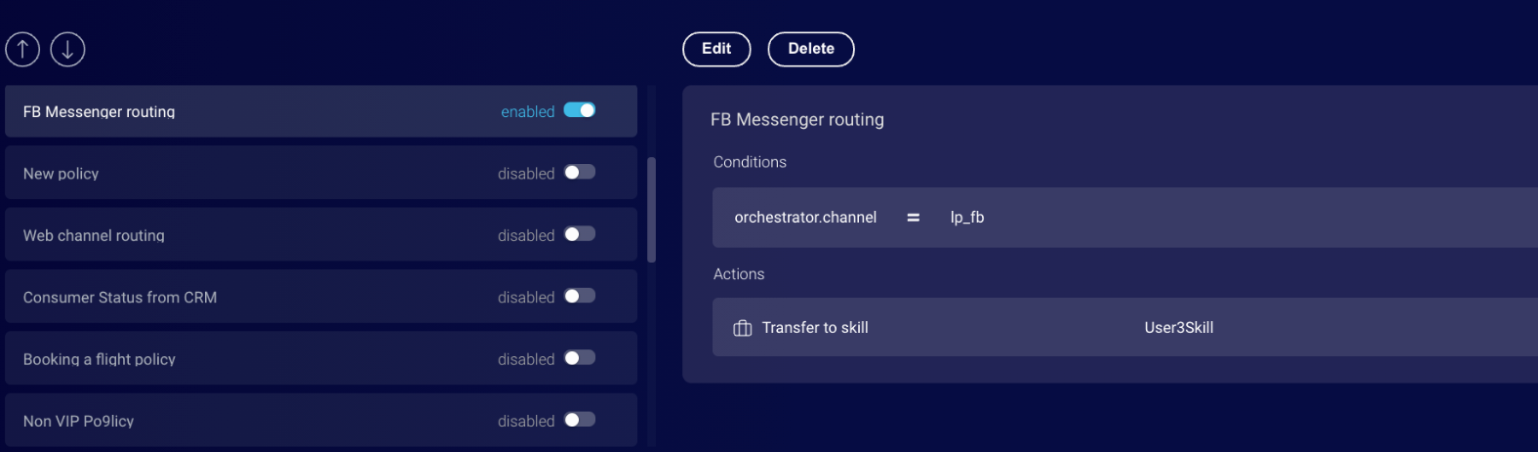 Edit Delete
FB Messenger routing enabled
New policy disabled
Web channel routing disabled
Consumer Status from CRM disabled
Booking a flight policy disabled
Non VIP Po9licy disabled
FB Messenger routing
Conditions
orchestrator.channel = lp_fb
Actions
Transfer to skill User3Skill